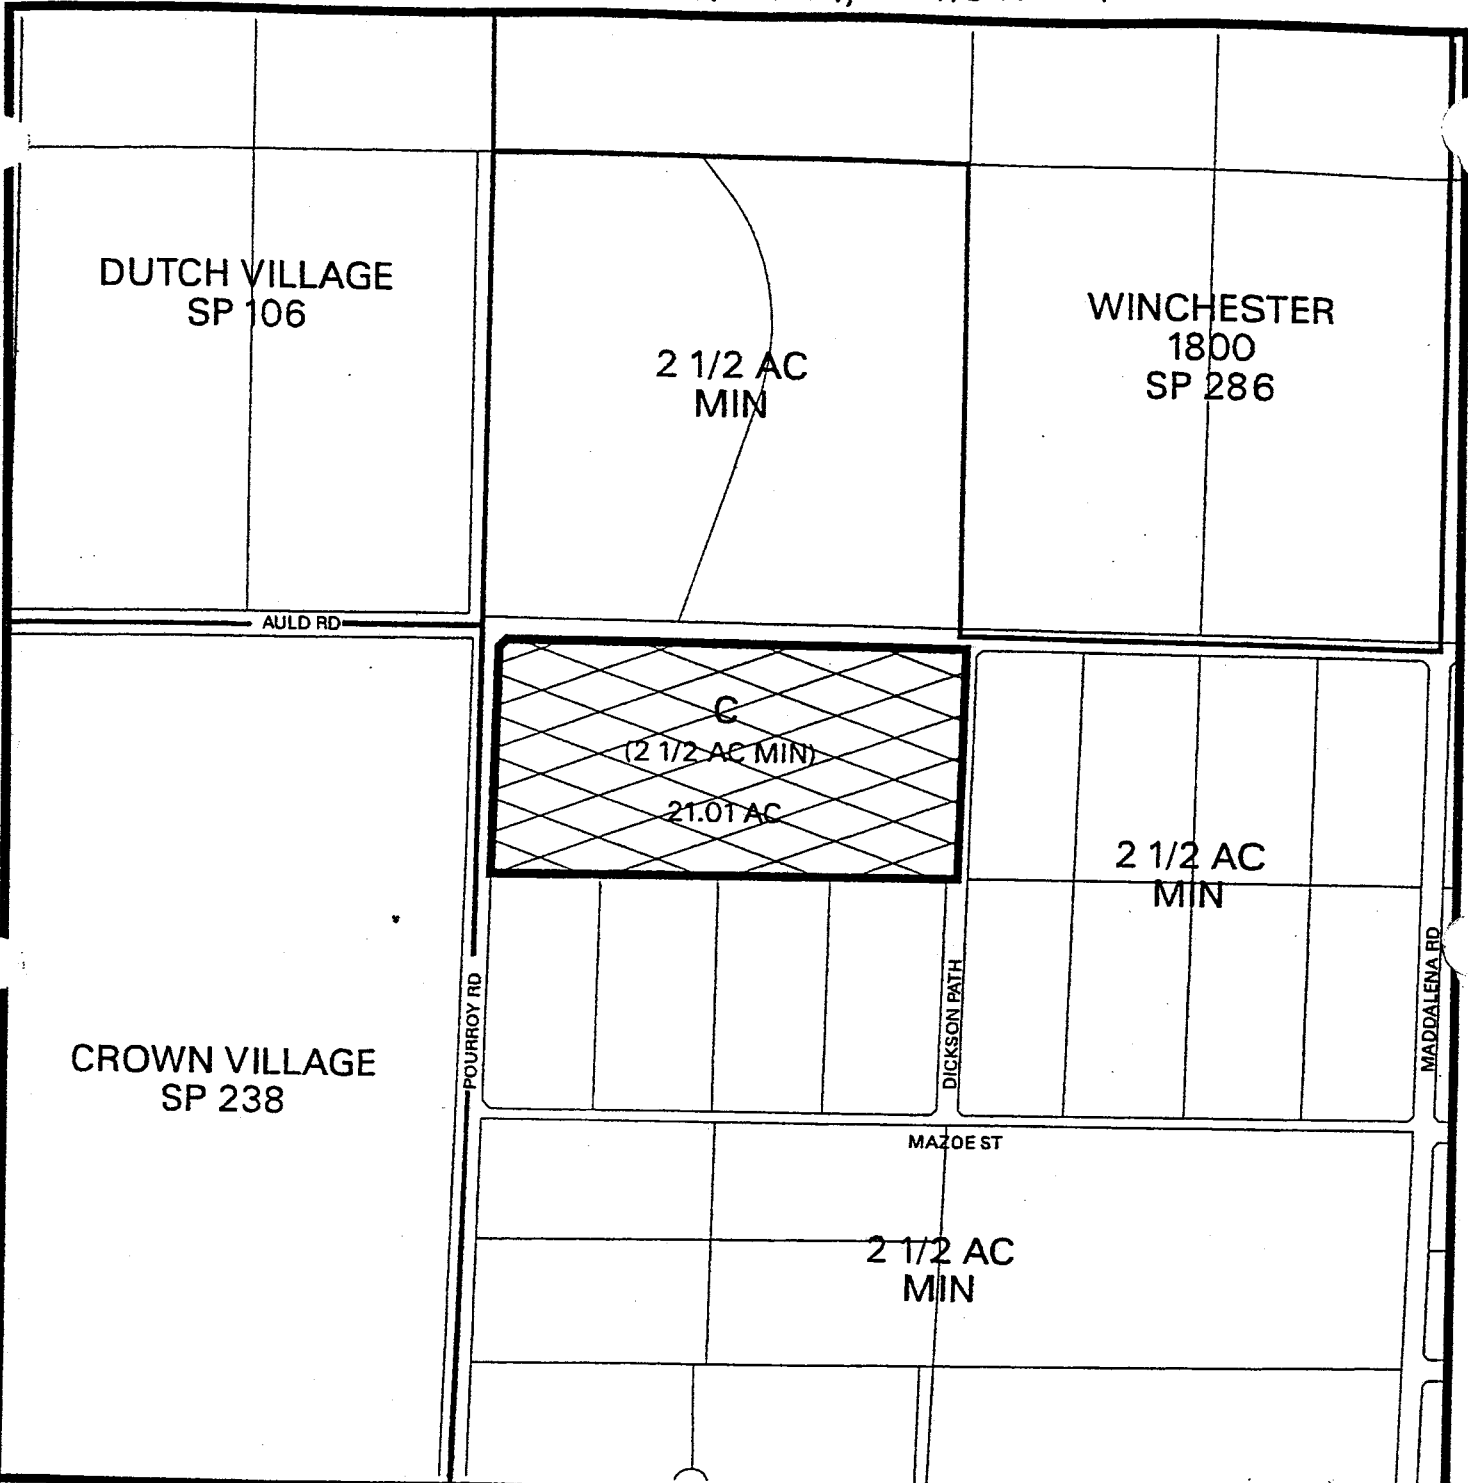 DUTCH VILLAGE
SP 106
2 1/2 AC
MIN
WINCHESTER
1800
SP 286
AULD RD
C
(2 1/2 AC MIN)
21.01 AC
2 1/2 AC
MIN
CROWN VILLAGE
SP 238
POURROY RD
DICKSON PATH
MADDALENA RD
MAZOE ST
2 1/2 AC
MIN